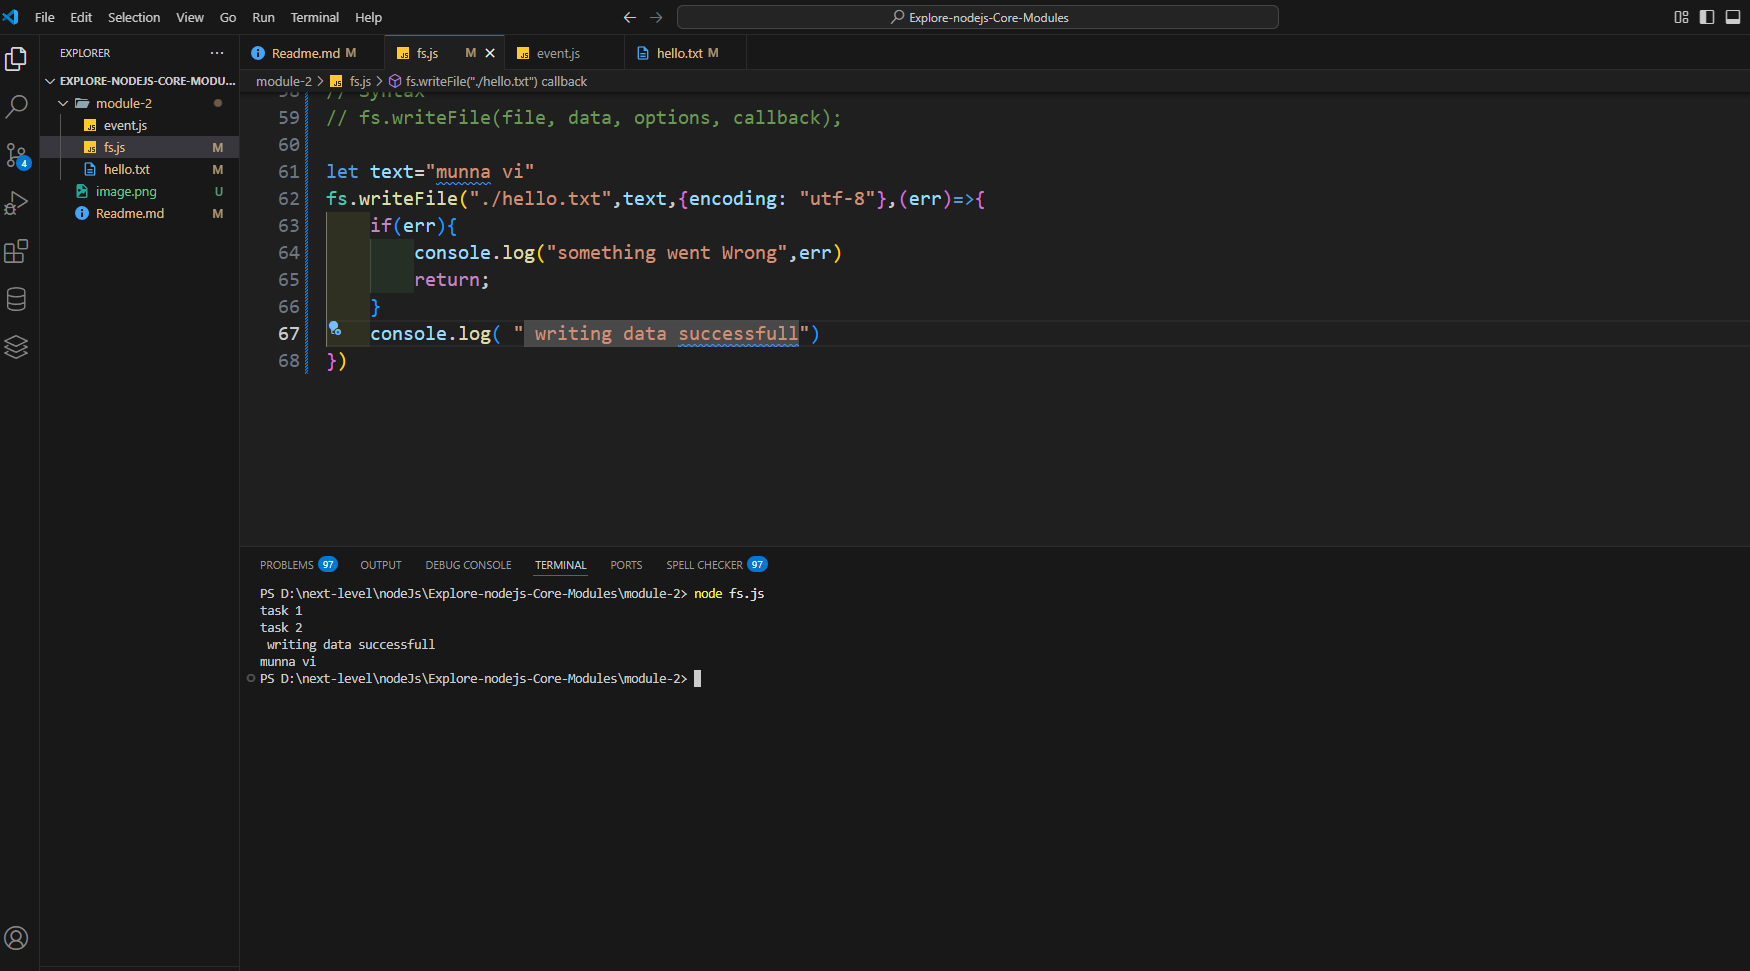 File Edit Selection View Go Run Terminal Help
Explore-nodejs-Core-Modules
EXPLORER
EXPLORE-NODEJS-CORE-MODU...
module-2
event.js
fs.js M
hello.txt M
image.png U
Readme.md M
4
Readme.md M fs.js M event.js hello.txt M
module-2 > fs.js > fs.writeFile("./hello.txt") callback
58 // Syntax
59 // fs.writeFile(file, data, options, callback);
60
61 let text="munna vi"
62 fs.writeFile("./hello.txt",text,{encoding: "utf-8"},(err)=>{
63 if(err){
64 console.log("something went Wrong",err)
65 return;
66 }
67 console.log( " writing data successfull")
68 })
PROBLEMS 97 OUTPUT DEBUG CONSOLE TERMINAL PORTS SPELL CHECKER 97
PS D:\next-level\nodeJs\Explore-nodejs-Core-Modules\module-2> node fs.js
task 1
task 2
writing data successfull
munna vi
PS D:\next-level\nodeJs\Explore-nodejs-Core-Modules\module-2>